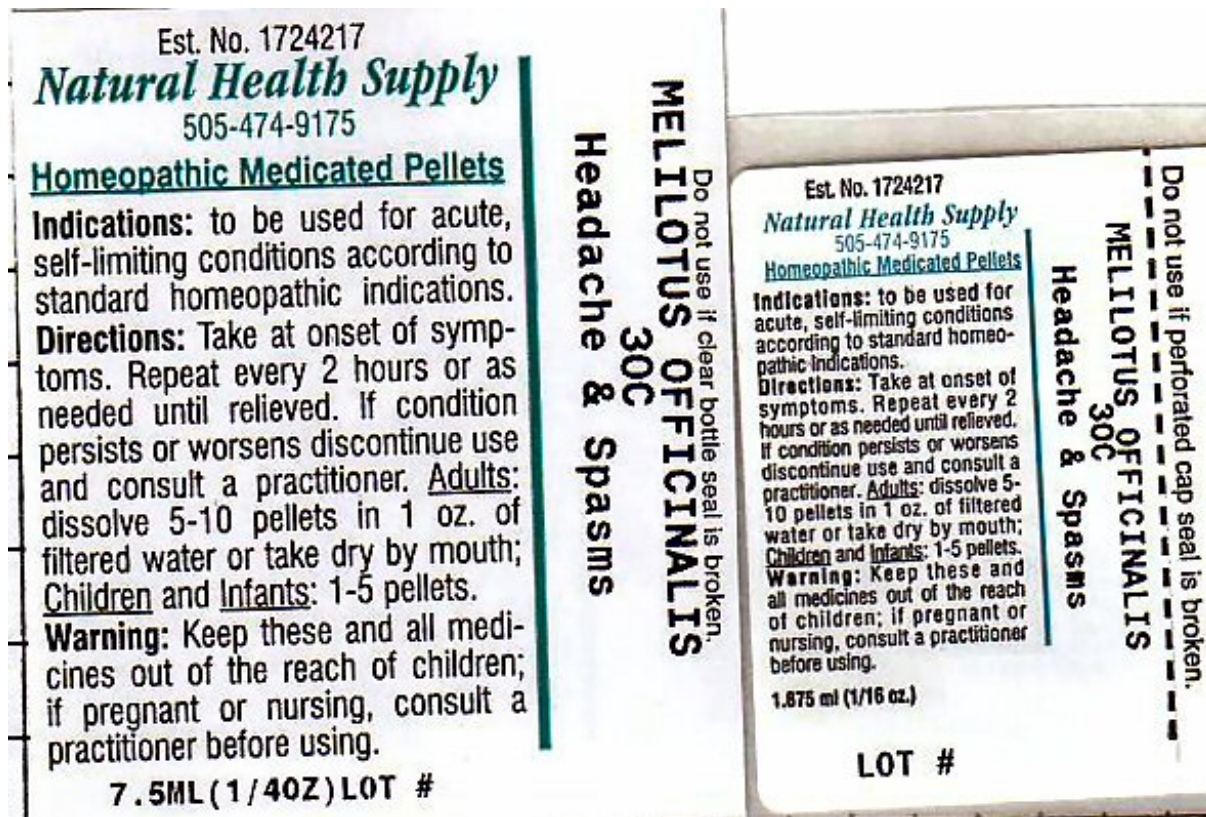 Est. No. 1724217
Natural Health Supply
505-474-9175
Homeopathic Medicated Pellets
Indications: to be used for acute,
self-limiting conditions according to
standard homeopathic indications.
Directions: Take at onset of symp-
toms. Repeat every 2 hours or as
needed until relieved. If condition
persists or worsens discontinue use
and consult a practitioner. Adults:
dissolve 5-10 pellets in 1 oz. of
filtered water or take dry by mouth;
Children and Infants: 1-5 pellets.
Warning: Keep these and all medi-
cines out of the reach of children;
if pregnant or nursing, consult a
practitioner before using.
7.5ML(1/4OZ)LOT #
Do not use if clear bottle seal is broken.
MELILOTUS OFFICINALIS
30C
Headache & Spasms
Est. No. 1724217
Natural Health Supply
505-474-9175
Homeopathic Medicated Pellets
Indications: to be used for
acute, self-limiting conditions
according to standard homeo-
pathic indications.
Directions: Take at onset of
symptoms. Repeat every 2
hours or as needed until relieved.
If condition persists or worsens
discontinue use and consult a
practitioner. Adults: dissolve 5-
10 pellets in 1 oz. of filtered
water or take dry by mouth;
Children and Infants: 1-5 pellets.
Warning: Keep these and
all medicines out of the reach
of children; if pregnant or
nursing, consult a practitioner
before using.
1.875 ml (1/16 oz.)
LOT #
Do not use if perforated cap seal is broken.
MELILOTUS OFFICINALIS
30C
Headache & Spasms